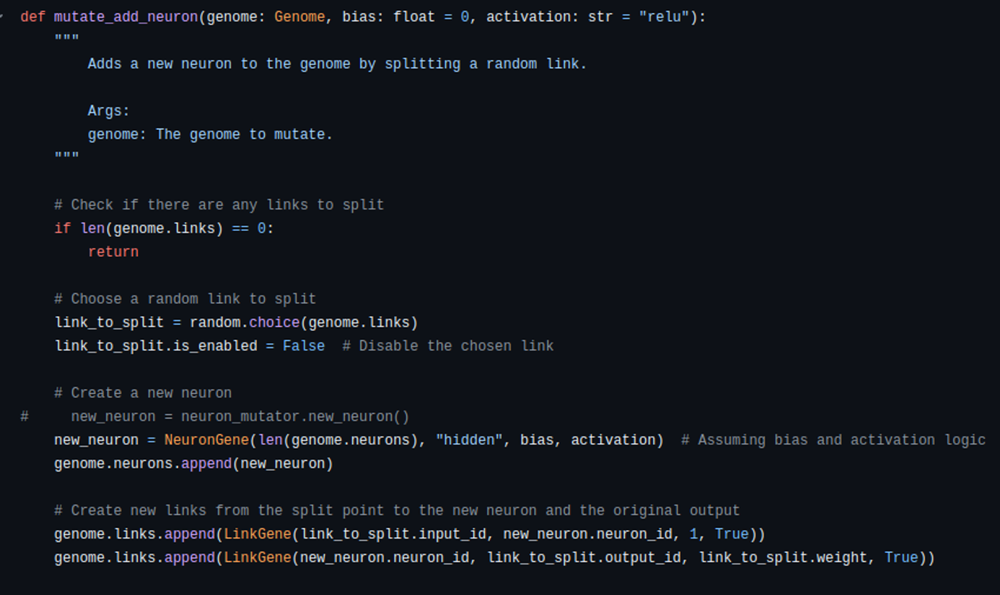 def mutate_add_neuron(genome: Genome, bias: float = 0, activation: str = "relu"):
    """
        Adds a new neuron to the genome by splitting a random link.

        Args:
        genome: The genome to mutate.
    """

    # Check if there are any links to split
    if len(genome.links) == 0:
        return

    # Choose a random link to split
    link_to_split = random.choice(genome.links)
    link_to_split.is_enabled = False  # Disable the chosen link

    # Create a new neuron
#     new_neuron = neuron_mutator.new_neuron()
    new_neuron = NeuronGene(len(genome.neurons), "hidden", bias, activation)  # Assuming bias and activation logic
    genome.neurons.append(new_neuron)

    # Create new links from the split point to the new neuron and the original output
    genome.links.append(LinkGene(link_to_split.input_id, new_neuron.neuron_id, 1, True))
    genome.links.append(LinkGene(new_neuron.neuron_id, link_to_split.output_id, link_to_split.weight, True))